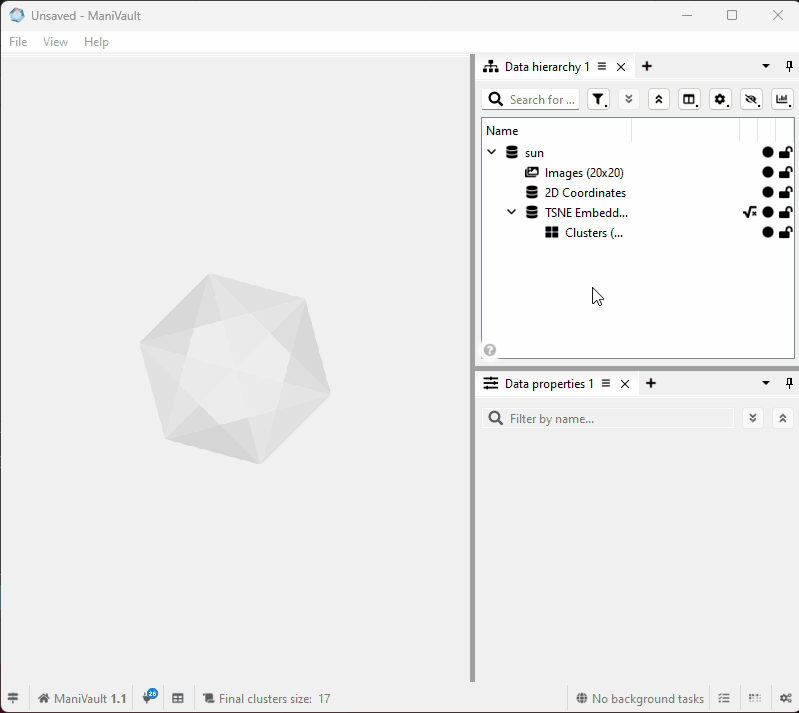 Unsaved - ManiVault
File View Help
Data hierarchy 1
Search for ...
Name
sun
Images (20x20)
2D Coordinates
TSNE Embedd...
Clusters (...
Data properties 1
Filter by name...
ManiVault 1.1
26
Final clusters size: 17
No background tasks